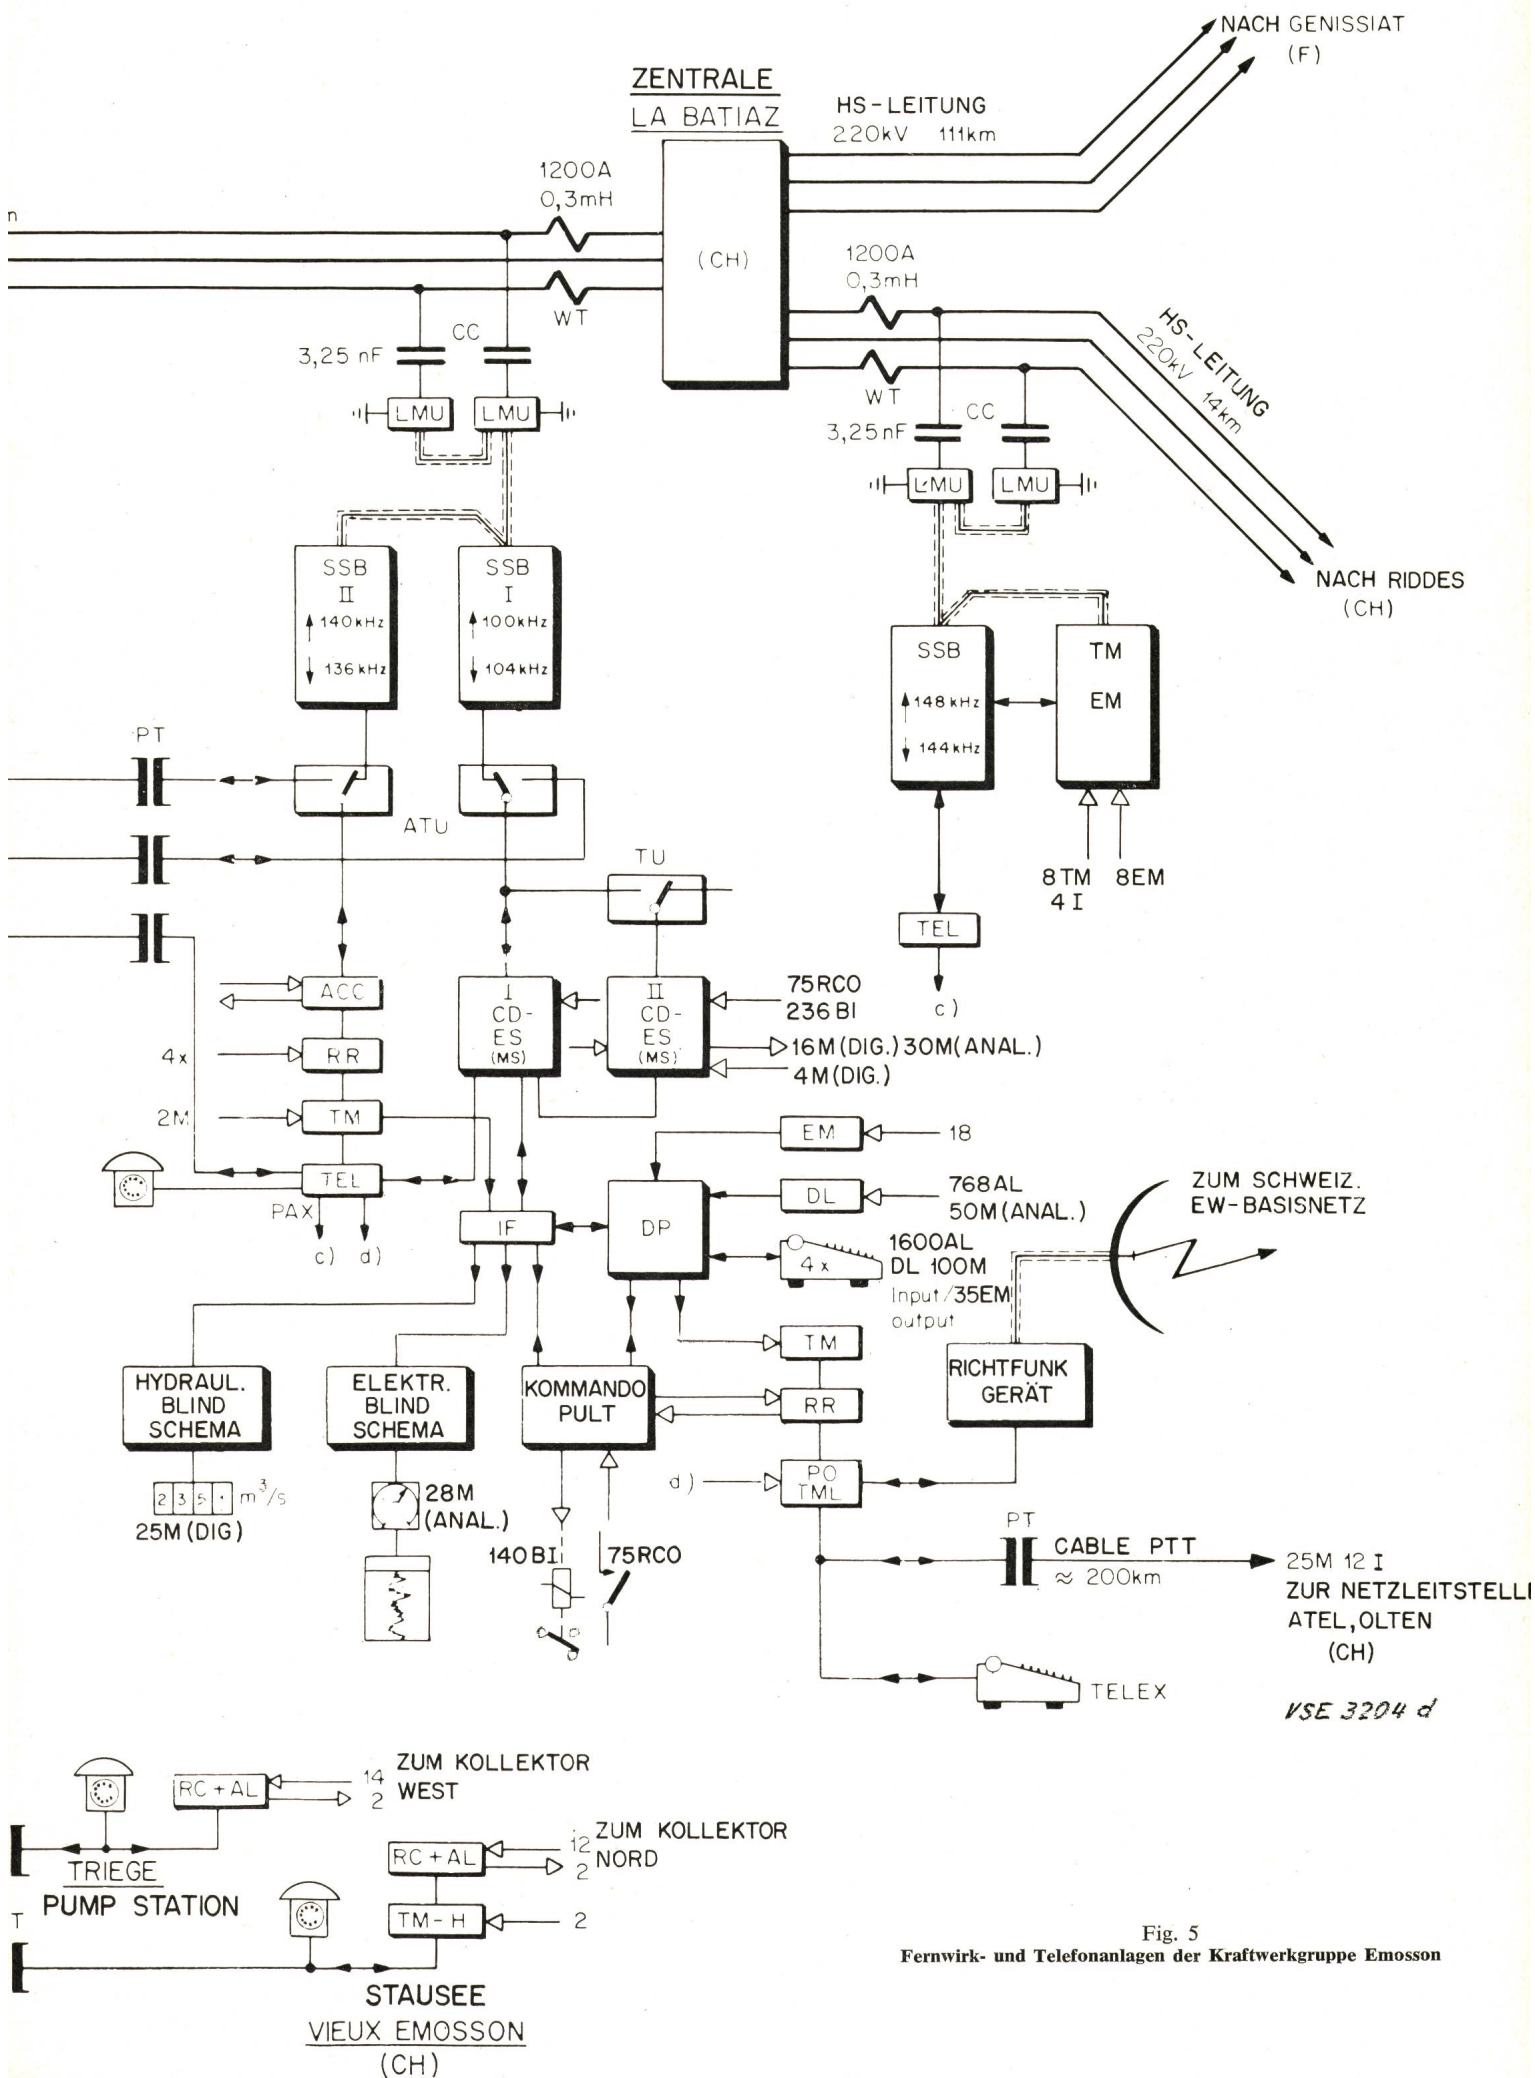 NACH GENISSIAT
(F)
ZENTRALE
LA BATIAZ
HS-LEITUNG
220kV 111km
1200A
0,3mH
n
(CH)
1200A
0,3mH
WT
CC
3,25 nF
HS-LEITUNG
220kV 14km
WT
CC
3,25nF
LMU
LMU
LMU
LMU
NACH RIDDES
(CH)
SSB
II
140kHz
136kHz
SSB
I
100kHz
104kHz
SSB
148kHz
144kHz
TM
EM
PT
ATU
TU
8TM 8EM
4 I
TEL
c)
ACC
I
CD-
ES
(MS)
II
CD-
ES
(MS)
75RCO
236BI
16M(DIG.) 30M(ANAL.)
4M(DIG.)
4x
RR
2M
TM
EM
18
TEL
PAX
c) d)
IF
DP
DL
768AL
50M(ANAL.)
4x
1600AL
DL 100M
Input/35EM
output
ZUM SCHWEIZ.
EW-BASISNETZ
TM
RR
HYDRAUL.
BLIND
SCHEMA
ELEKTR.
BLIND
SCHEMA
KOMMANDO
PULT
RICHTFUNK
GERÄT
d)
PO
TML
2 3 5 1 m³/s
25M(DIG)
28M
(ANAL.)
140BI
75RCO
PT
CABLE PTT
≈ 200km
25M 12 I
ZUR NETZLEITSTELL
ATEL,OLTEN
(CH)
TELEX
VSE 3204 d
RC+AL
14
2
ZUM KOLLEKTOR
WEST
TRIEGE
PUMP STATION
RC+AL
12
2
ZUM KOLLEKTOR
NORD
T
TM-H
2
STAUSEE
VIEUX EMOSSON
(CH)
Fig. 5
Fernwirk- und Telefonanlagen der Kraftwerkgruppe Emosson